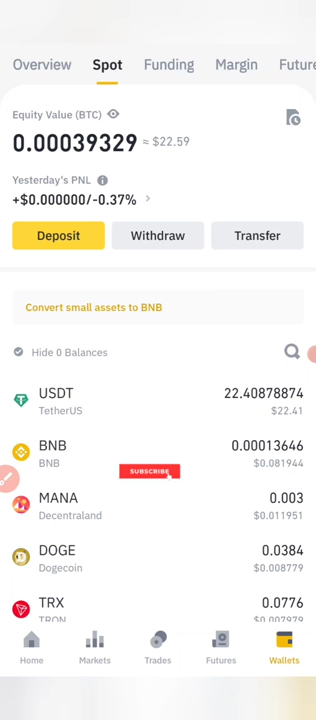 Overview Spot Funding Margin Future
Equity Value (BTC)
0.00039329 ≈ $22.59
Yesterday's PNL
+$0.000000/-0.37%
Deposit Withdraw Transfer
Convert small assets to BNB
Hide 0 Balances
USDT 22.40878874
TetherUS $22.41
BNB 0.00013646
BNB $0.081944
SUBSCRIBE
MANA 0.003
Decentraland $0.011951
DOGE 0.0384
Dogecoin $0.008779
TRX 0.0776
TRON $0.007979
Home Markets Trades Futures Wallets